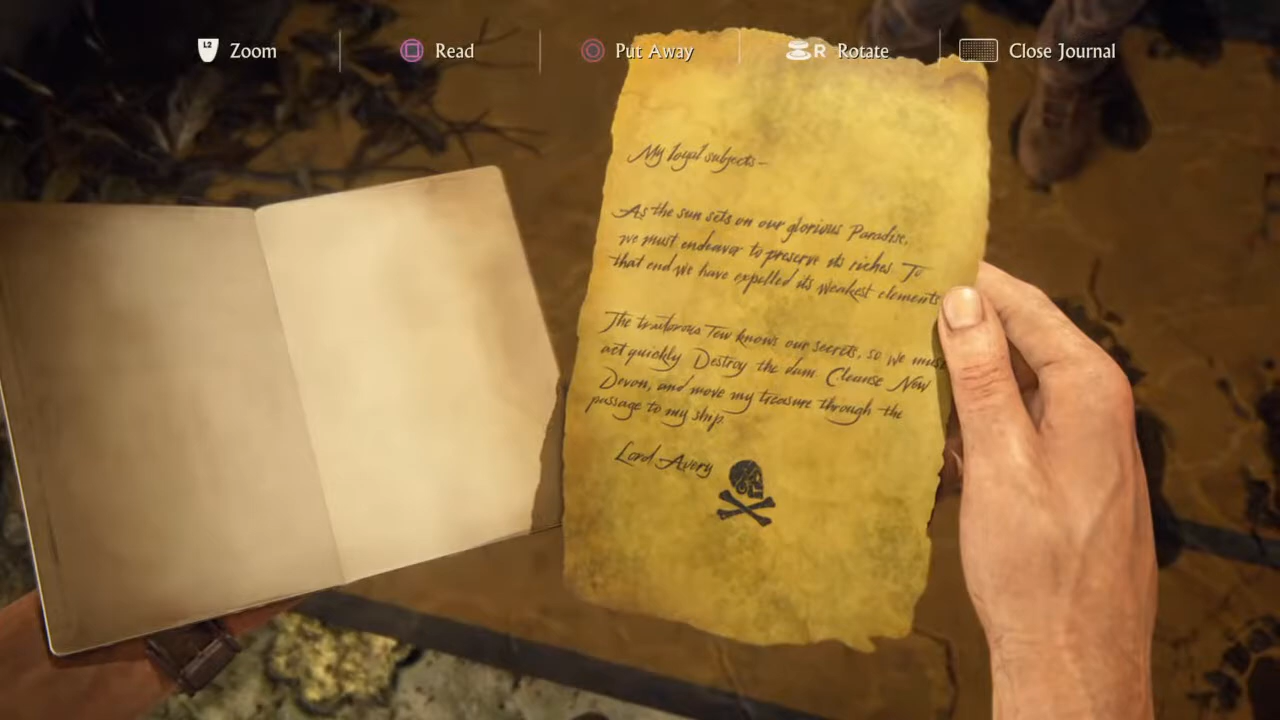 L2 Zoom
Read
Put Away
R Rotate
Close Journal
My loyal subjects-
As the sun sets on our glorious Paradise,
we must endeavor to preserve its riches. To
that end we have expelled its weakest elements
The traitorous Tew knows our secrets, so we must
act quickly Destroy the dam. Cleanse New
Devon, and move my treasure through the
passage to my ship.
Lord Avery